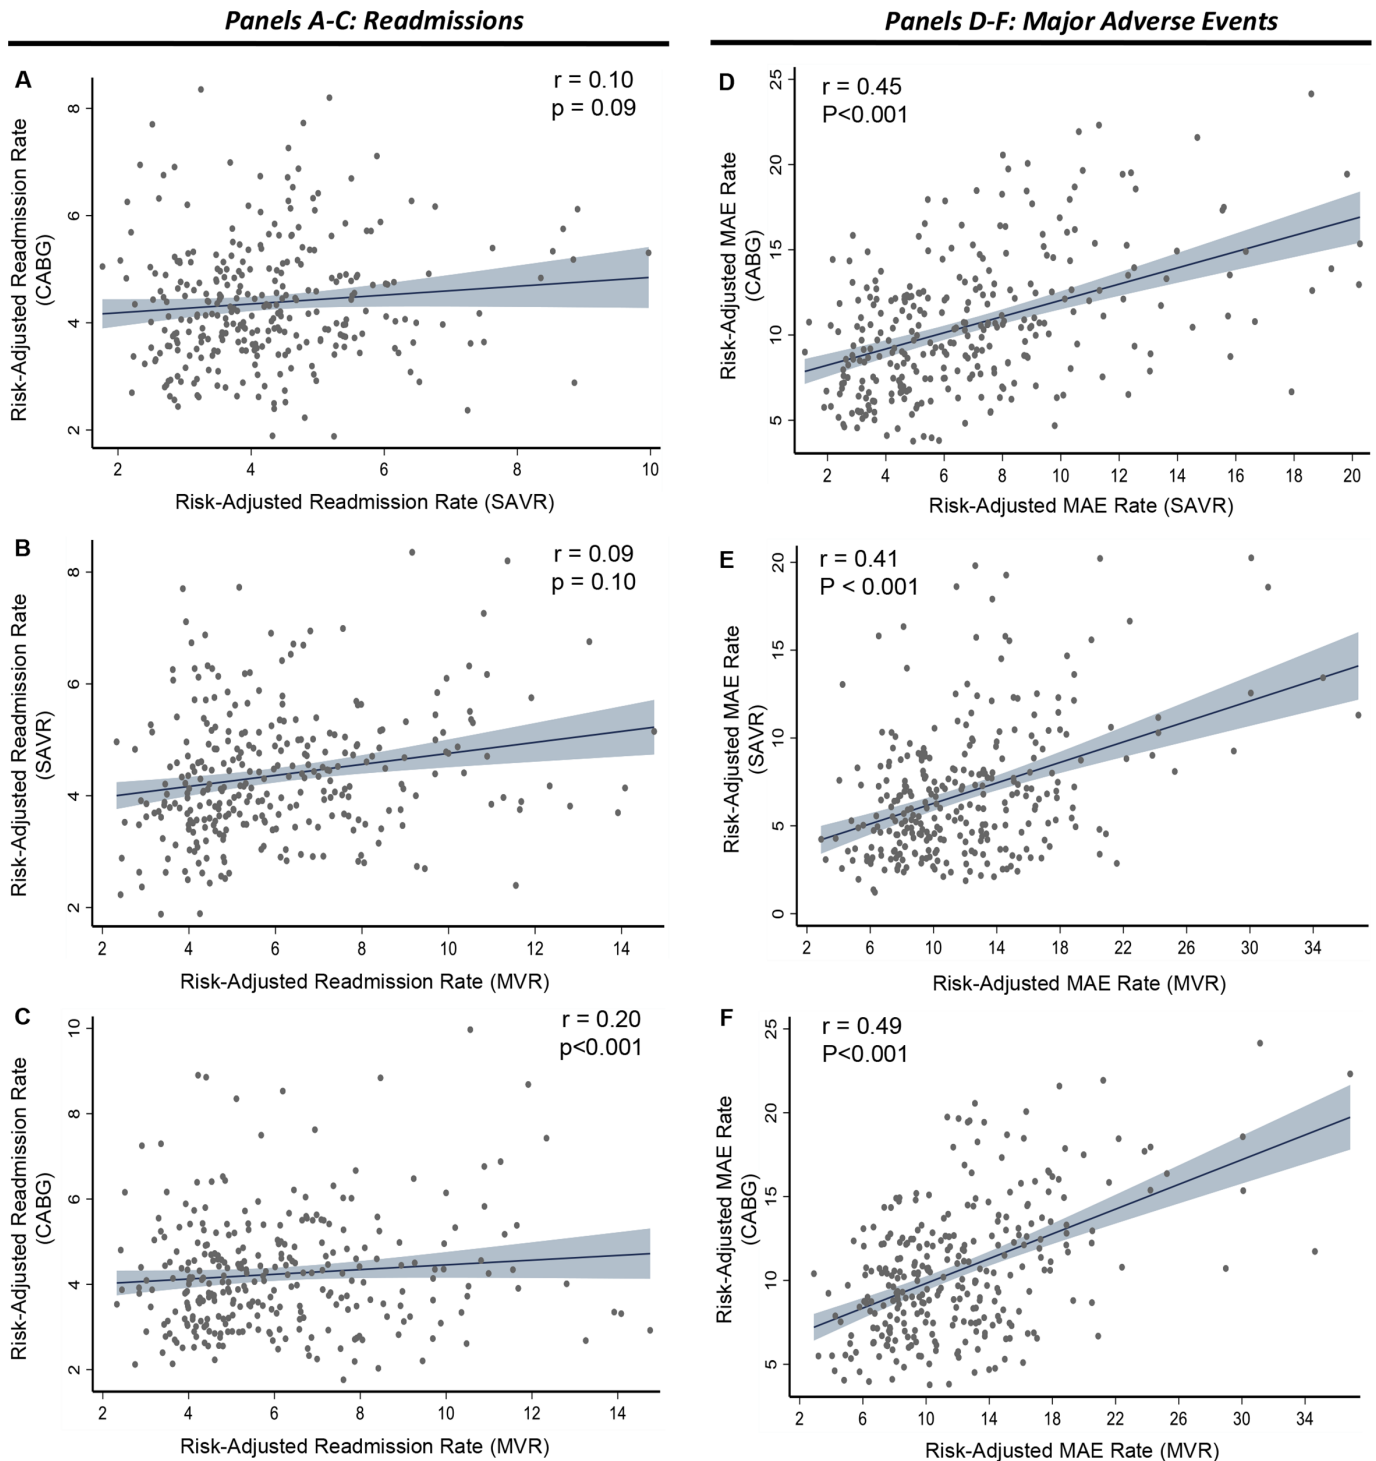 Panels A-C: Readmissions
Panels D-F: Major Adverse Events
A
r = 0.10
p = 0.09
Risk-Adjusted Readmission Rate
(CABG)
8
6
4
2
2 4 6 8 10
Risk-Adjusted Readmission Rate (SAVR)
D
r = 0.45
P<0.001
Risk-Adjusted MAE Rate
(CABG)
25
20
15
10
5
2 4 6 8 10 12 14 16 18 20
Risk-Adjusted MAE Rate (SAVR)
B
r = 0.09
p = 0.10
Risk-Adjusted Readmission Rate
(SAVR)
8
6
4
2
2 4 6 8 10 12 14
Risk-Adjusted Readmission Rate (MVR)
E
r = 0.41
P < 0.001
Risk-Adjusted MAE Rate
(SAVR)
20
15
10
5
0
2 6 10 14 18 22 26 30 34
Risk-Adjusted MAE Rate (MVR)
C
r = 0.20
p<0.001
Risk-Adjusted Readmission Rate
(CABG)
10
8
6
4
2
2 4 6 8 10 12 14
Risk-Adjusted Readmission Rate (MVR)
F
r = 0.49
P<0.001
Risk-Adjusted MAE Rate
(CABG)
25
20
15
10
5
2 6 10 14 18 22 26 30 34
Risk-Adjusted MAE Rate (MVR)